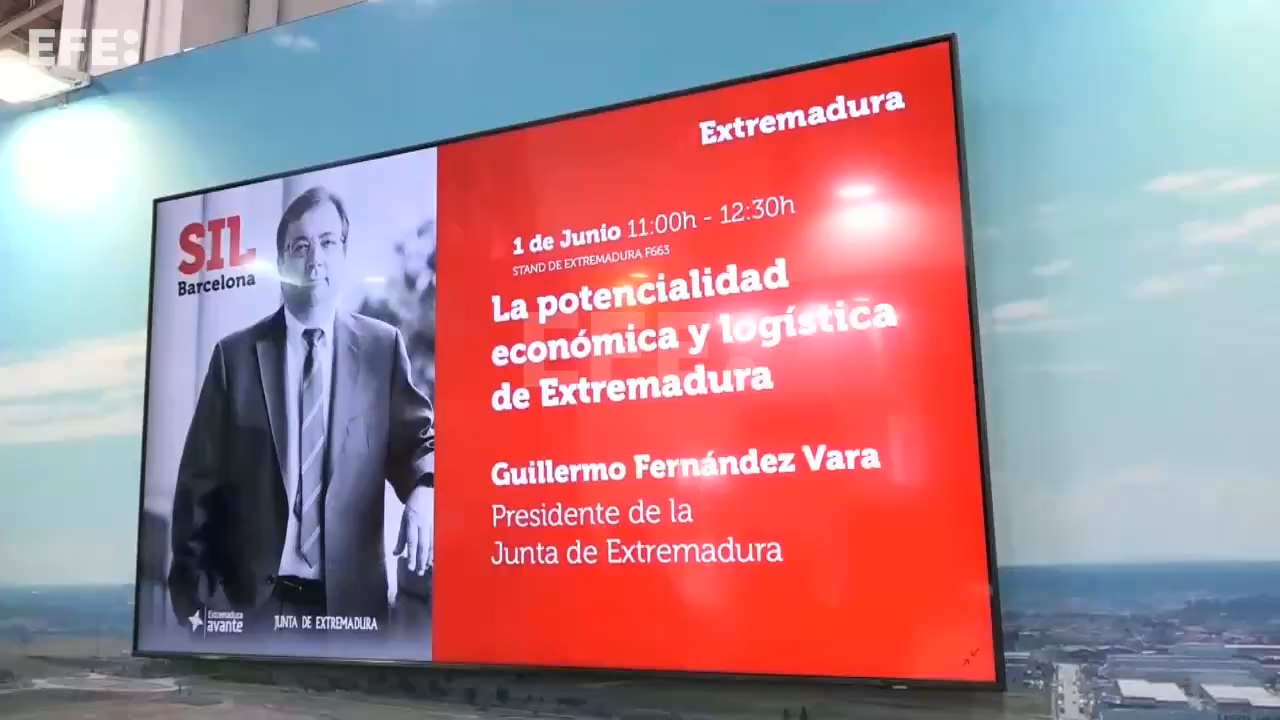 EFE:
SIL
Barcelona
Extremadura
avante
JUNTA DE EXTREMADURA
Extremadura
1 de Junio 11:00h - 12:30h
STAND DE EXTREMADURA F663
La potencialidad
económica y logística
de Extremadura
EFE:
Guillermo Fernández Vara
Presidente de la
Junta de Extremadura